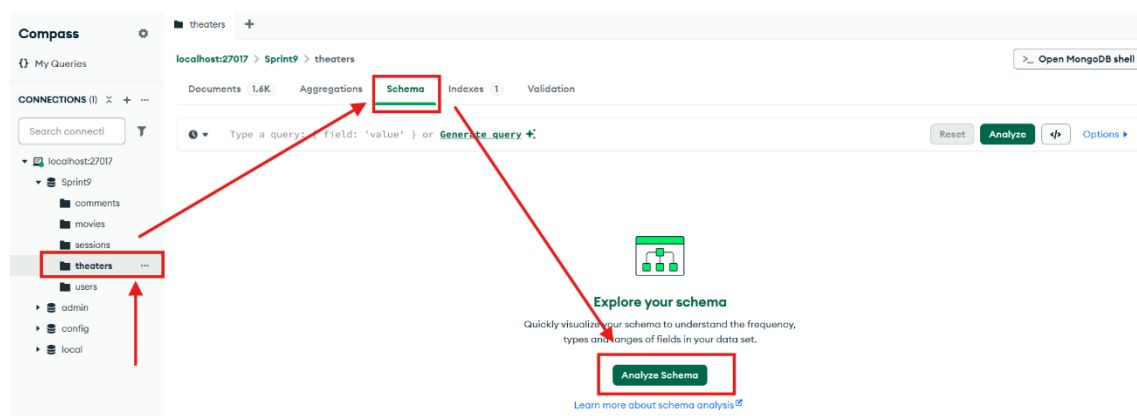 Compass
{} My Queries
CONNECTIONS (1)
Search connecti
localhost:27017
Sprint9
comments
movies
sessions
theaters
users
admin
config
local
theaters
localhost:27017 > Sprint9 > theaters
>_ Open MongoDB shell
Documents 1.6K Aggregations Schema Indexes 1 Validation
Type a query: { field: 'value' } or Generate query
Reset Analyze </> Options
Explore your schema
Quickly visualize your schema to understand the frequency,
types and ranges of fields in your data set.
Analyze Schema
Learn more about schema analysis